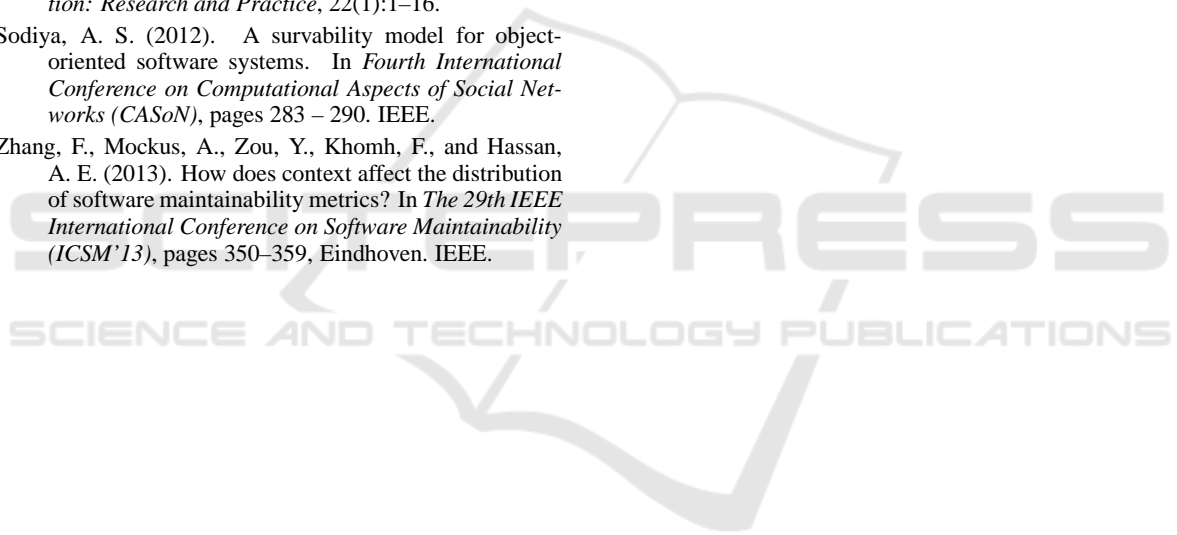 tion: Research and Practice, 22(1):1–16.
Sodiya, A. S. (2012). A survability model for object-
oriented software systems. In Fourth International
Conference on Computational Aspects of Social Net-
works (CASoN), pages 283 – 290. IEEE.
Zhang, F., Mockus, A., Zou, Y., Khomh, F., and Hassan,
A. E. (2013). How does context affect the distribution
of software maintainability metrics? In The 29th IEEE
International Conference on Software Maintainability
(ICSM'13), pages 350–359, Eindhoven. IEEE.
SCITEPRESS
SCIENCE AND TECHNOLOGY PUBLICATIONS